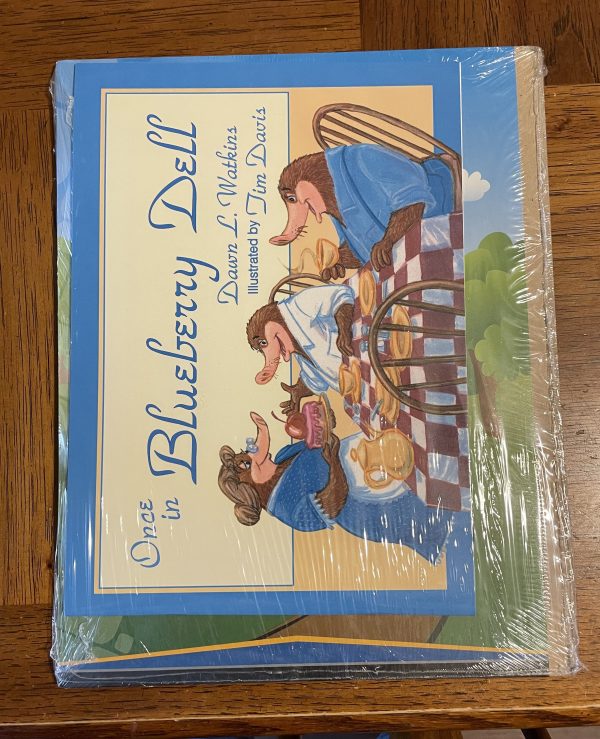 Once
in
Blueberry Dell
Dawn L. Watkins
Illustrated by Tim Davis